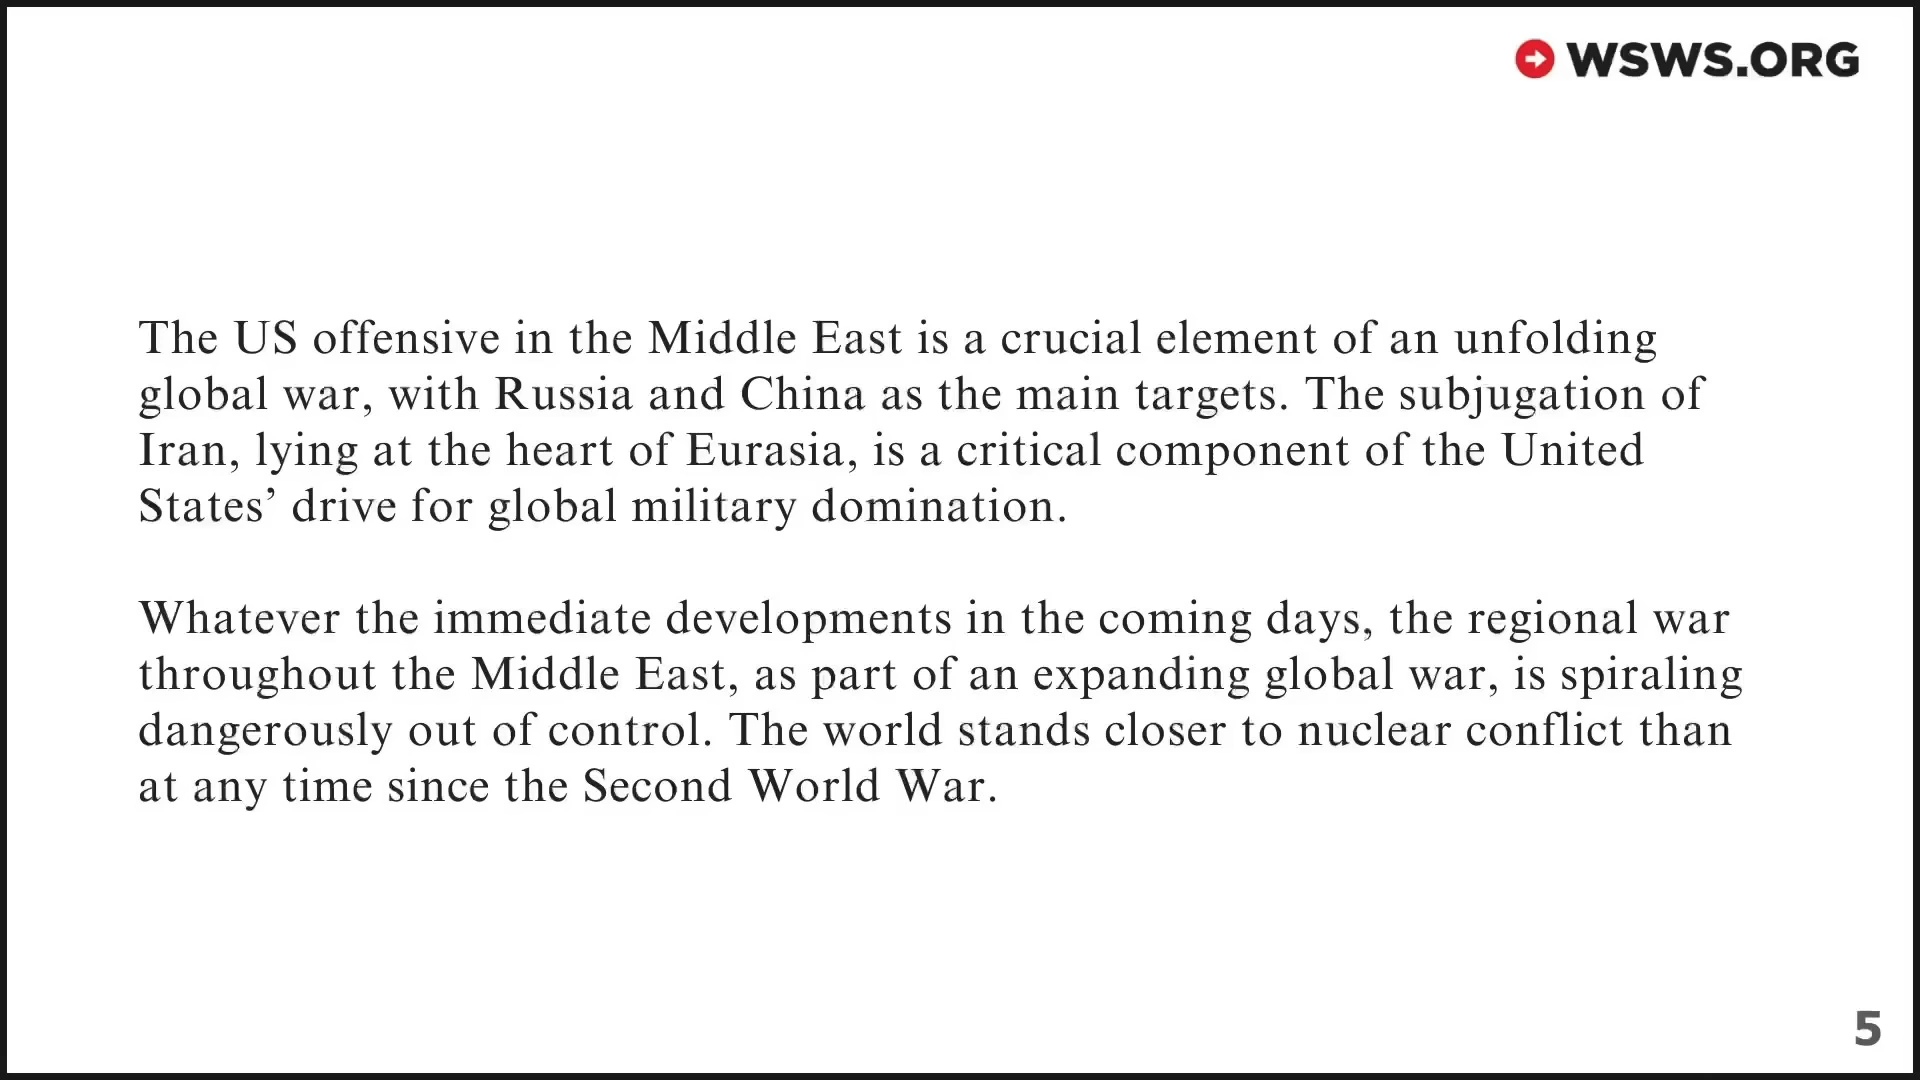 WSWS.ORG
The US offensive in the Middle East is a crucial element of an unfolding
global war, with Russia and China as the main targets. The subjugation of
Iran, lying at the heart of Eurasia, is a critical component of the United
States’ drive for global military domination.
Whatever the immediate developments in the coming days, the regional war
throughout the Middle East, as part of an expanding global war, is spiraling
dangerously out of control. The world stands closer to nuclear conflict than
at any time since the Second World War.
5